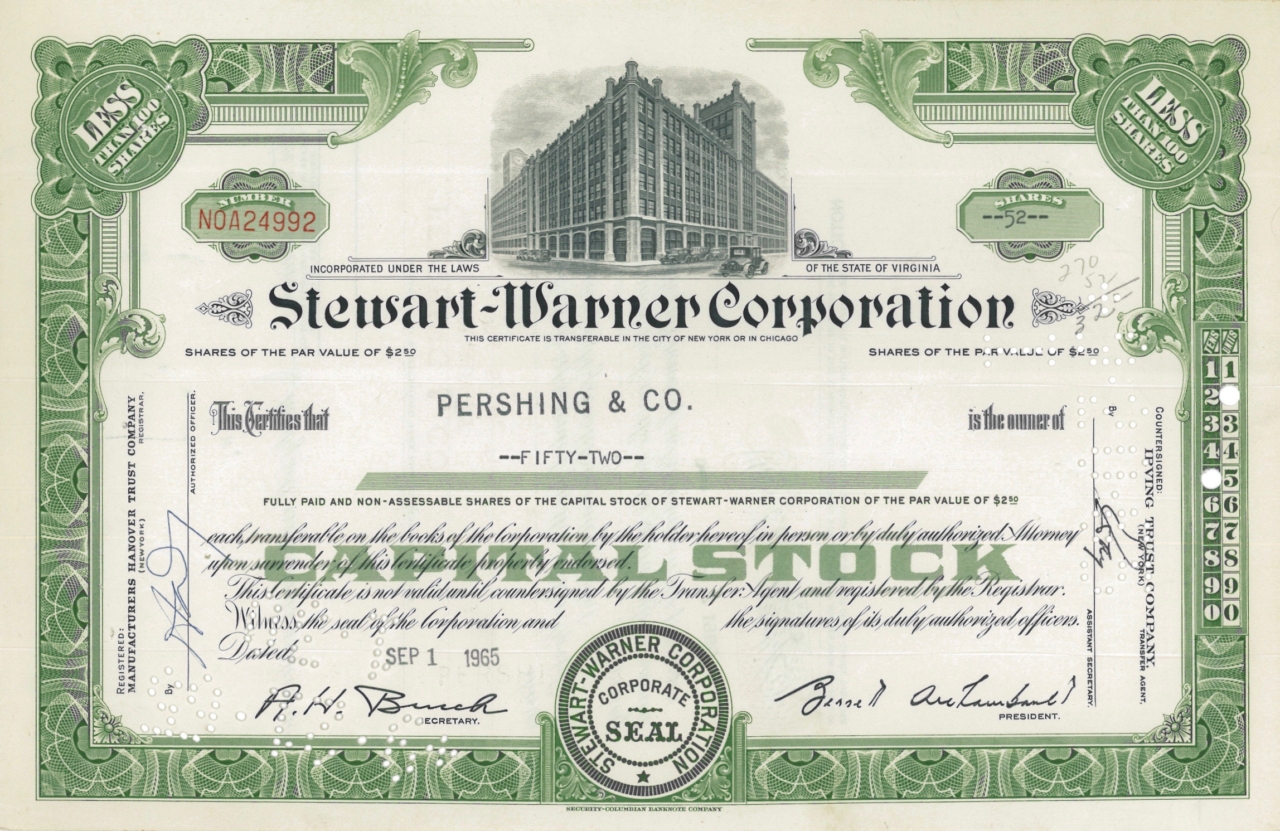 LESS THAN 100 SHARES
LESS THAN 100 SHARES
NUMBER
NOA24992
SHARES
--52--
INCORPORATED UNDER THE LAWS OF THE STATE OF VIRGINIA
270
52
Stewart-Warner Corporation
THIS CERTIFICATE IS TRANSFERABLE IN THE CITY OF NEW YORK OR IN CHICAGO
SHARES OF THE PAR VALUE OF $2.50
SHARES OF THE PAR VALUE OF $2.50
This Certifies that PERSHING & CO. is the owner of
--FIFTY-TWO--
FULLY PAID AND NON-ASSESSABLE SHARES OF THE CAPITAL STOCK OF STEWART-WARNER CORPORATION OF THE PAR VALUE OF $2.50
each, transferable on the books of the Corporation by the holder hereof in person or by duly authorized Attorney
upon surrender of this Certificate properly endorsed.
CAPITAL STOCK
This Certificate is not valid until countersigned by the Transfer Agent and registered by the Registrar.
Witness the seal of the Corporation and the signatures of its duly authorized officers.
Dated SEP 1 1965
R. H. Busch
SECRETARY.
STEWART-WARNER CORPORATION
CORPORATE
SEAL
PRESIDENT.
REGISTERED:
MANUFACTURERS HANOVER TRUST COMPANY
(NEW YORK)
REGISTRAR.
By
AUTHORIZED OFFICER.
COUNTERSIGNED:
IRVING TRUST COMPANY,
(NEW YORK)
TRANSFER AGENT,
By
ASSISTANT SECRETARY.
TENS UNITS
1 1
2
3 3
4 4
5
6 6
7 7
8 8
9 9
0 0
SECURITY-COLUMBIAN BANKNOTE COMPANY